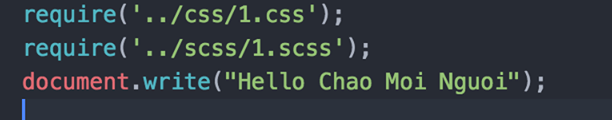 require('../css/1.css');
require('../scss/1.scss');
document.write("Hello Chao Moi Nguoi");